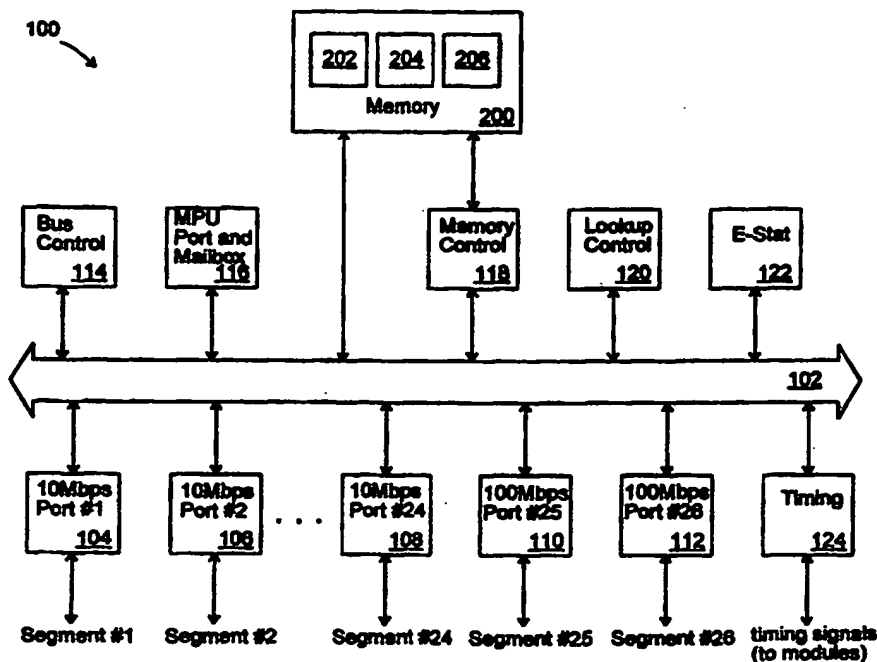 100
202 204 206
Memory
200
Bus
Control
114
MPU
Port and
Mailbox
116
Memory
Control
118
Lookup
Control
120
E-Stat
122
102
10Mbps
Port #1
104
10Mbps
Port #2
106
. . .
10Mbps
Port #24
108
100Mbps
Port #25
110
100Mbps
Port #26
112
Timing
124
Segment #1
Segment #2
Segment #24
Segment #25
Segment #26
timing signals
(to modules)